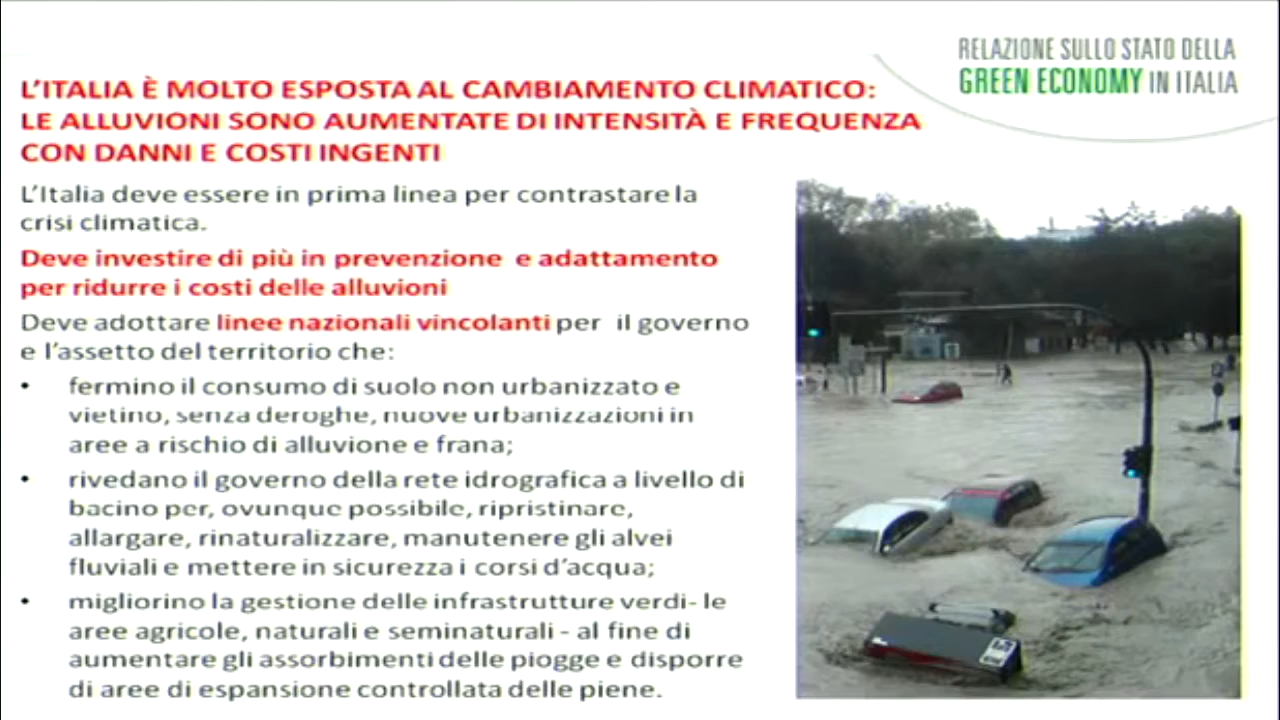 RELAZIONE SULLO STATO DELLA
GREEN ECONOMY IN ITALIA
L'ITALIA È MOLTO ESPOSTA AL CAMBIAMENTO CLIMATICO:
LE ALLUVIONI SONO AUMENTATE DI INTENSITÀ E FREQUENZA
CON DANNI E COSTI INGENTI
L'Italia deve essere in prima linea per contrastare la
crisi climatica.
Deve investire di più in prevenzione e adattamento
per ridurre i costi delle alluvioni
Deve adottare linee nazionali vincolanti per il governo
e l'assetto del territorio che:
• fermino il consumo di suolo non urbanizzato e
vietino, senza deroghe, nuove urbanizzazioni in
aree a rischio di alluvione e frana;
• rivedano il governo della rete idrografica a livello di
bacino per, ovunque possibile, ripristinare,
allargare, rinaturalizzare, manutenere gli alvei
fluviali e mettere in sicurezza i corsi d'acqua;
• migliorino la gestione delle infrastrutture verdi- le
aree agricole, naturali e seminaturali - al fine di
aumentare gli assorbimenti delle piogge e disporre
di aree di espansione controllata delle piene.